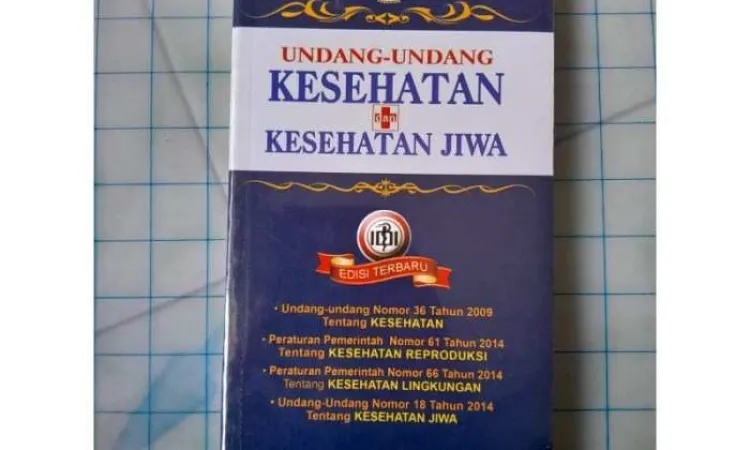 UNDANG-UNDANG
KESEHATAN
dan
KESEHATAN JIWA
EDISI TERBARU
• Undang-undang Nomor 36 Tahun 2009
Tentang KESEHATAN
• Peraturan Pemerintah Nomor 61 Tahun 2014
Tentang KESEHATAN REPRODUKSI
• Peraturan Pemerintah Nomor 66 Tahun 2014
Tentang KESEHATAN LINGKUNGAN
• Undang-Undang Nomor 18 Tahun 2014
Tentang KESEHATAN JIWA